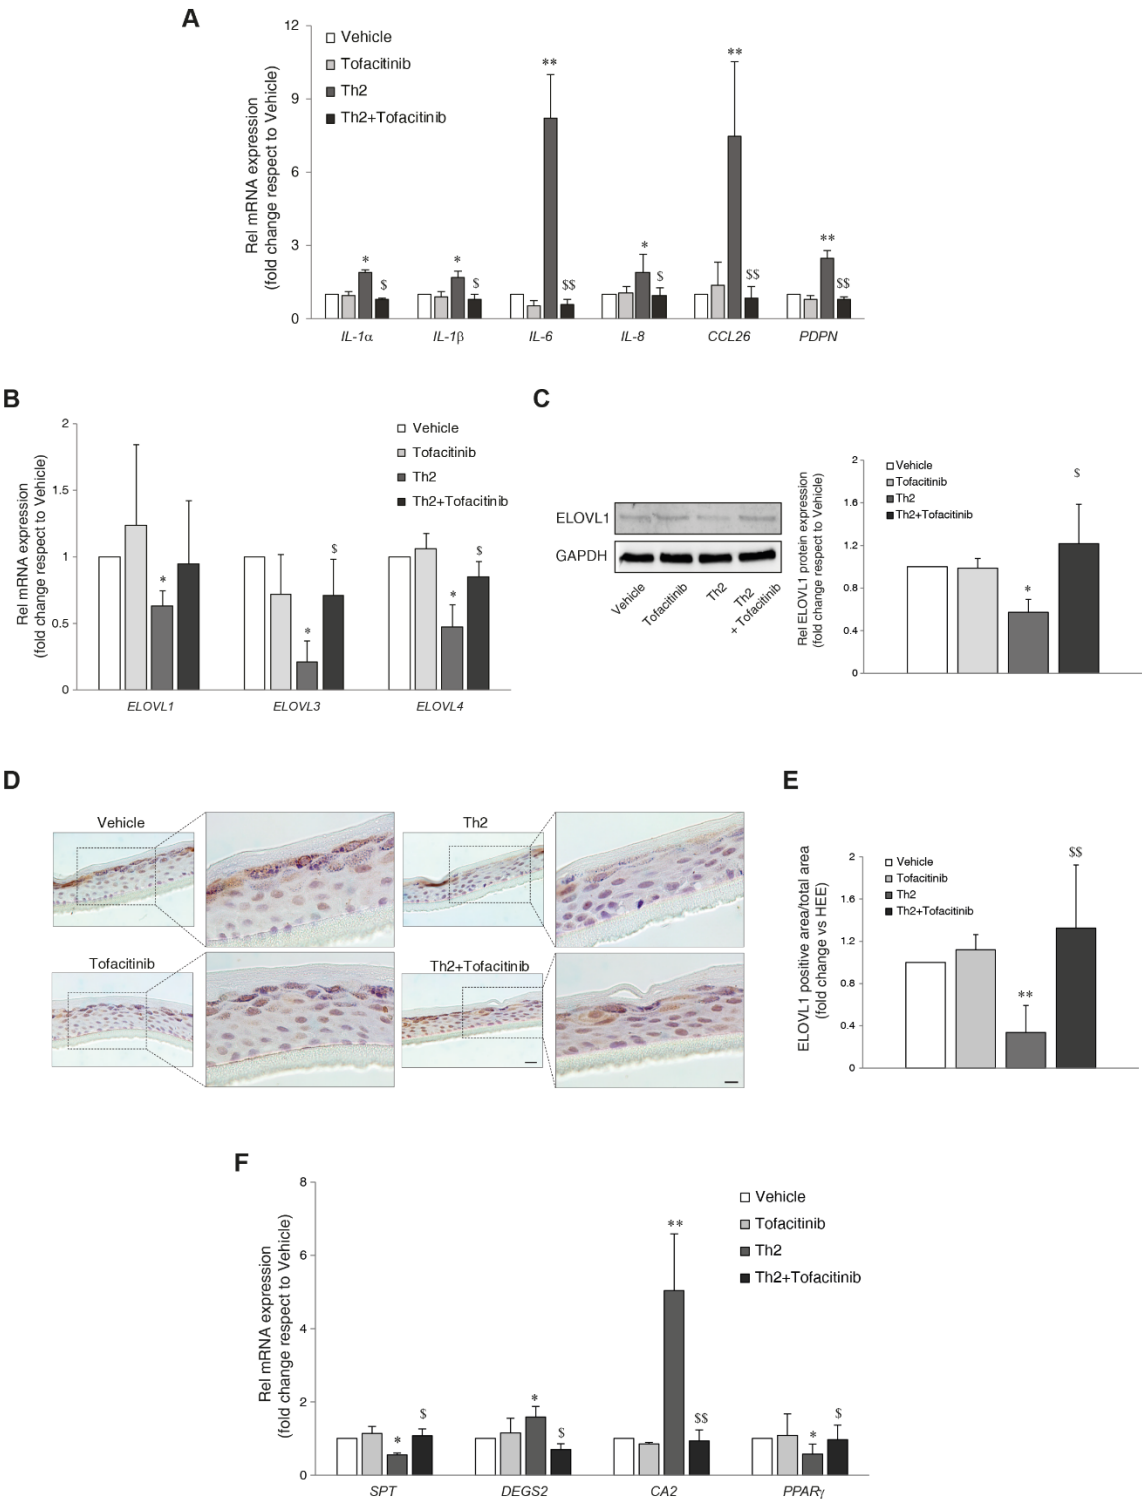 A
Rel mRNA expression
(fold change respect to Vehicle)
12
9
6
3
0
Vehicle
Tofacitinib
Th2
Th2+Tofacitinib
* $ * $ ** $$ * $ ** $$ ** $$
IL-1α IL-1β IL-6 IL-8 CCL26 PDPN
B
Rel mRNA expression
(fold change respect to Vehicle)
2
1.5
1
0.5
0
Vehicle
Tofacitinib
Th2
Th2+Tofacitinib
* * $ * $
ELOVL1 ELOVL3 ELOVL4
C
ELOVL1
GAPDH
Vehicle
Tofacitinib
Th2
Th2
+ Tofacitinib
Rel ELOVL1 protein expression
(fold change respect to Vehicle)
2
1.6
1.2
0.8
0.4
0
Vehicle
Tofacitinib
Th2
Th2+Tofacitinib
* $
D
Vehicle
Th2
Tofacitinib
Th2+Tofacitinib
E
ELOVL1 positive area/total area
(fold change vs HEE)
2
1.6
1.2
0.8
0.4
0
Vehicle
Tofacitinib
Th2
Th2+Tofacitinib
** $$
F
Rel mRNA expression
(fold change respect to Vehicle)
8
6
4
2
0
Vehicle
Tofacitinib
Th2
Th2+Tofacitinib
* $ * $ ** $$ * $
SPT DEGS2 CA2 PPARγ